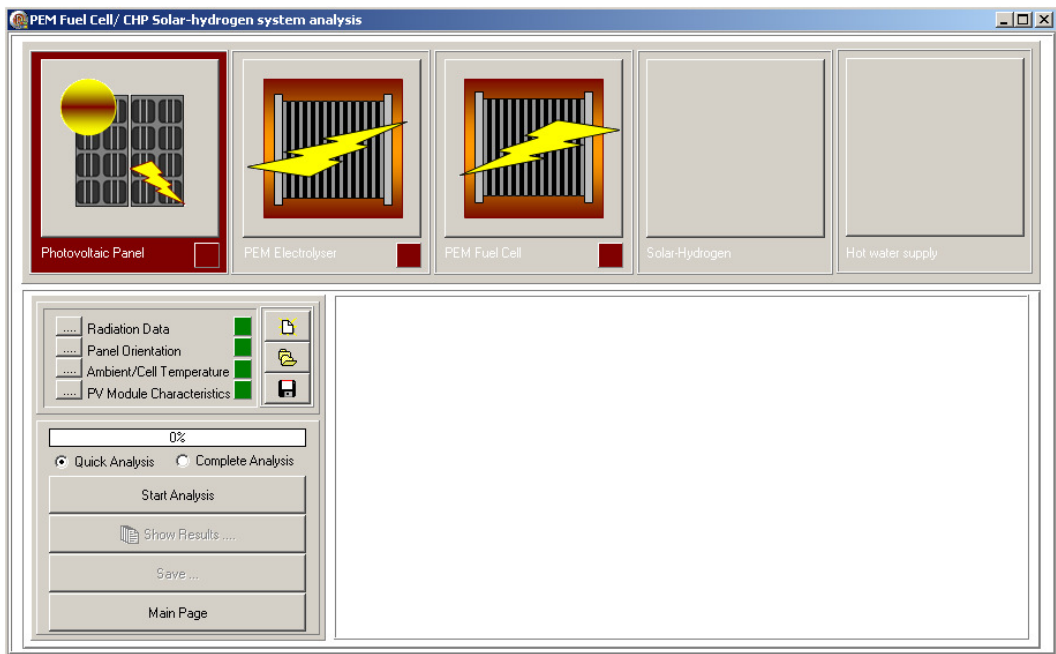 PEM Fuel Cell/ CHP Solar-hydrogen system analysis
Photovoltaic Panel
PEM Electrolyser
PEM Fuel Cell
Solar-Hydrogen
Hot water supply
.... Radiation Data
.... Panel Orientation
.... Ambient/Cell Temperature
.... PV Module Characteristics
0%
Quick Analysis
Complete Analysis
Start Analysis
Show Results ....
Save ...
Main Page